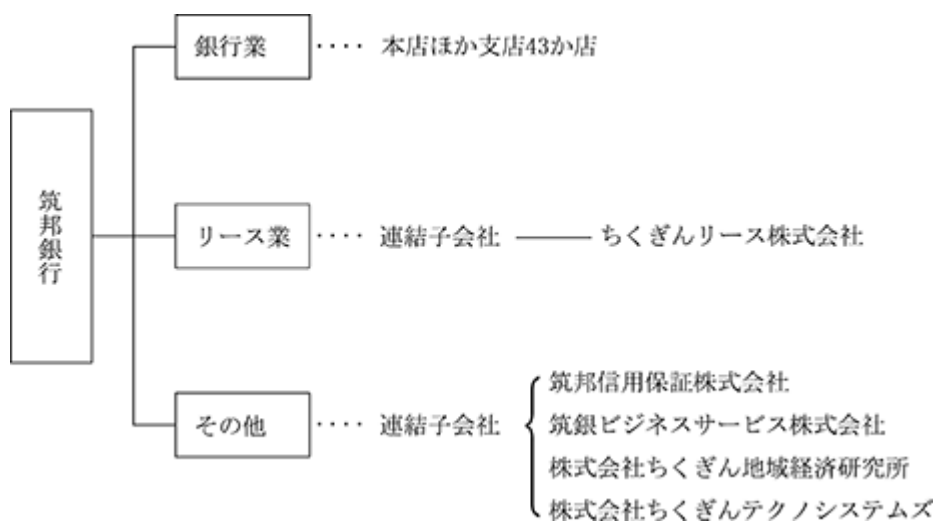 筑邦銀行
銀行業 ････ 本店ほか支店43か店
リース業 ････ 連結子会社 ――― ちくぎんリース株式会社
その他 ････ 連結子会社
筑邦信用保証株式会社
筑銀ビジネスサービス株式会社
株式会社ちくぎん地域経済研究所
株式会社ちくぎんテクノシステムズ